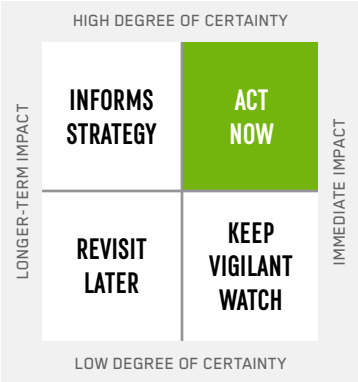 HIGH DEGREE OF CERTAINTY
LONGER-TERM IMPACT
INFORMS
STRATEGY
ACT
NOW
IMMEDIATE IMPACT
REVISIT
LATER
KEEP
VIGILANT
WATCH
LOW DEGREE OF CERTAINTY